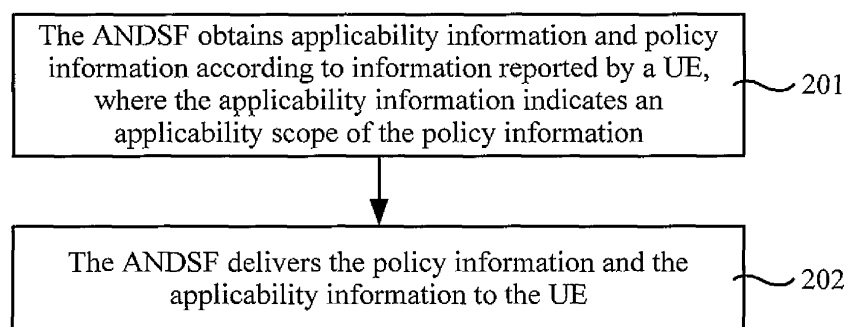 The ANDSF obtains applicability information and policy
information according to information reported by a UE,
where the applicability information indicates an
applicability scope of the policy information
201
The ANDSF delivers the policy information and the
applicability information to the UE
202